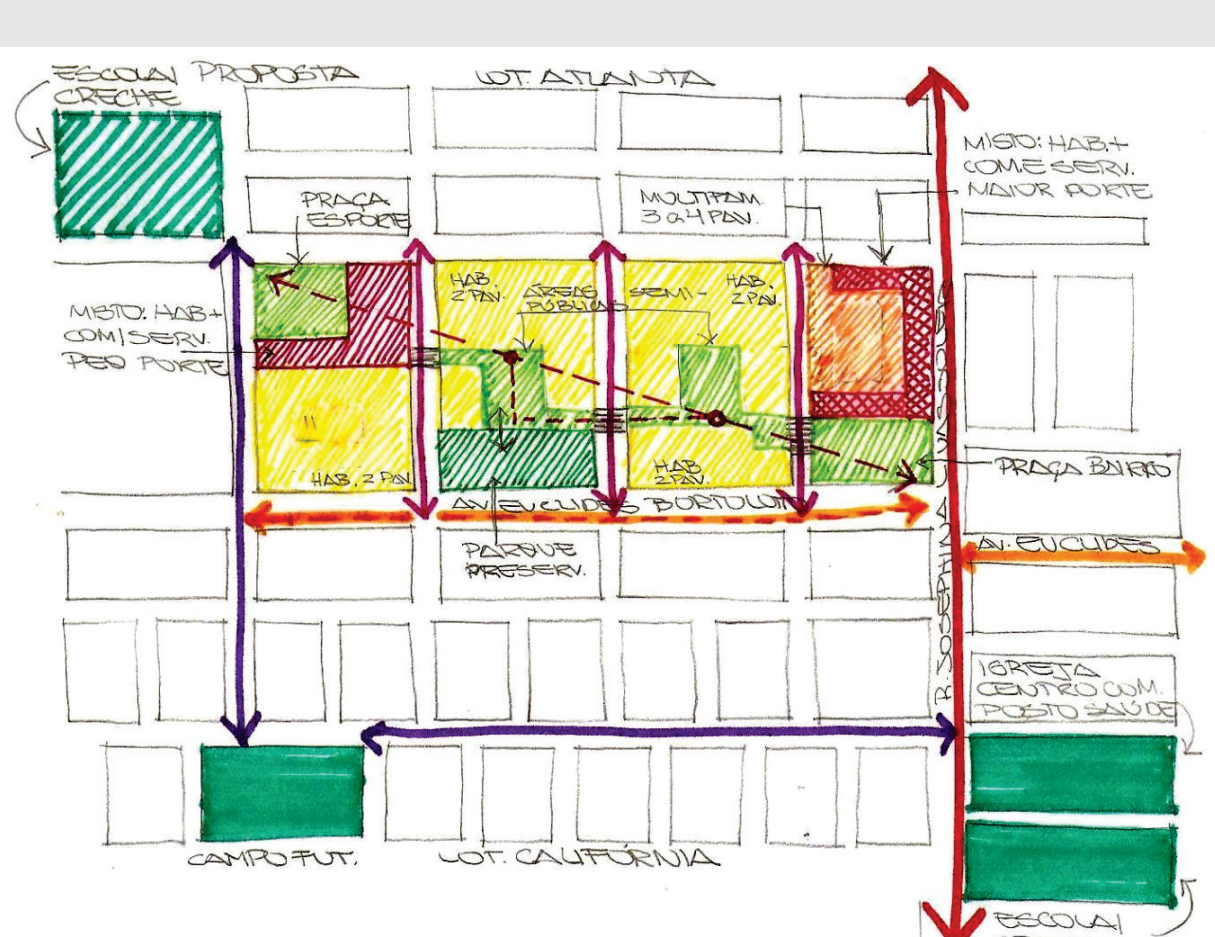 ESCOLA/ PROPOSTA
CRECHE
LOT. ATLANTA
MISTO: HAB.+
COM.E SERV.
MAIOR PORTE
PRAÇA
ESPORTE
MULTIFAM.
3 a 4 PAV.
MISTO: HAB+
COM/SERV.
PEQ PORTE
HAB.
2 PAV.
ÁREAS SEMI-
PÚBLICAS
HAB.
2 PAV.
HAB. 2 PAV.
HAB
2 PAV.
PRAÇA BAIRRO
AV. EUCLIDES BORTOLOTO
AV. EUCLIDES
PARQUE
PRESERV.
R. JOSEPHINA
IGREJA
CENTRO COM.
POSTO SAÚDE
CAMPO FUT.
LOT. CALIFÓRNIA
ESCOLA/